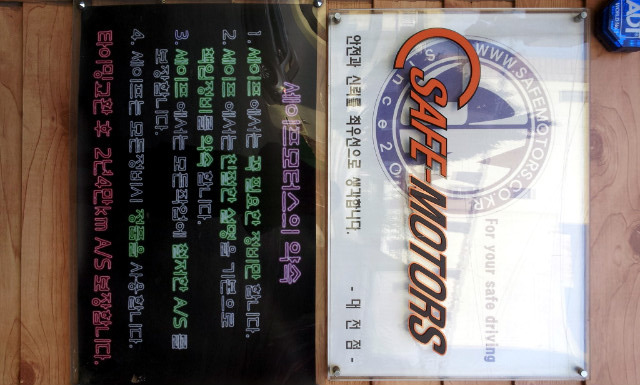 세이프모터스의 약속
1. 세이프 에서는 꼭 필요한 정비만 합니다.
2. 세이프 에서는 친절한 설명을 기본 으로
책임정비를 약속 합니다.
3. 세이프 에서는 모든작업에 철저한 A/S 를
보장합니다.
4. 세이프는 모든정비시 정품을 사용합니다.
타이밍교환 후 2년4만km A/S 보장합니다.
WWW.SAFEMOTORS.CO.KR
since
SAFE-MOTORS
For your safe driving
안전과 신뢰를 최우선으로 생각합니다.
- 대 전 점 -